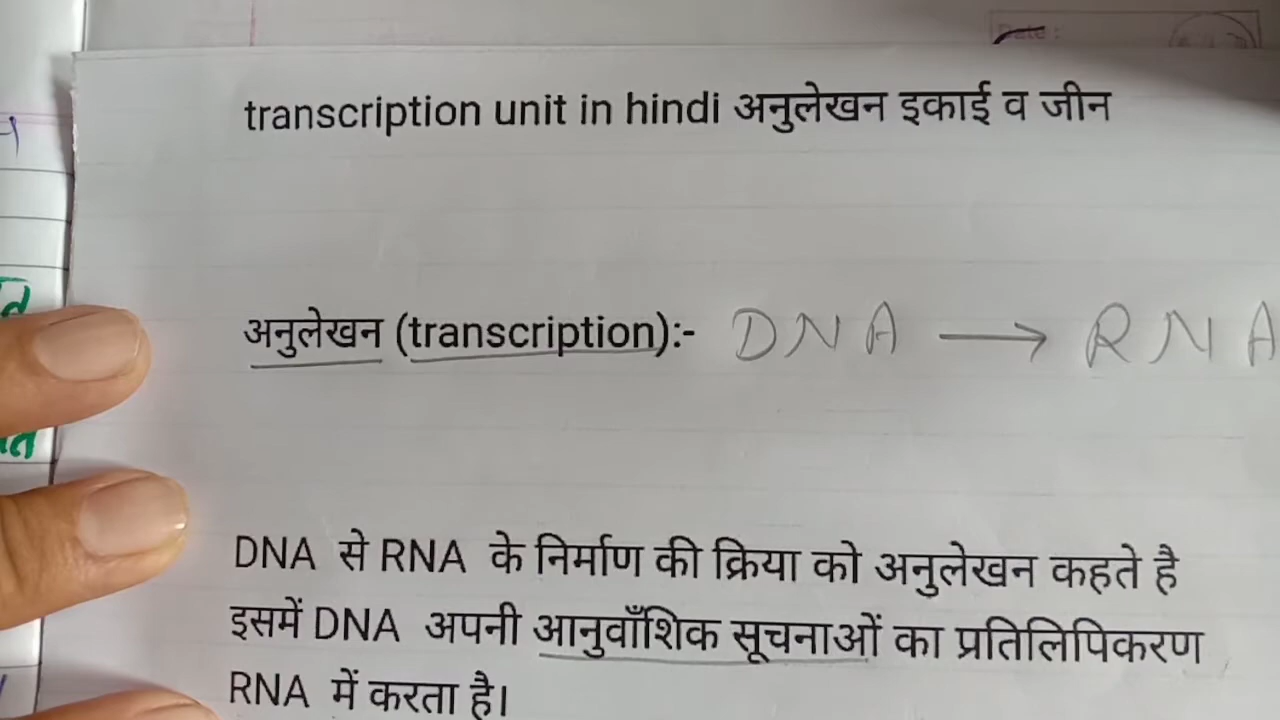 Date :
transcription unit in hindi अनुलेखन इकाई व जीन
अनुलेखन (transcription):- DNA → RNA
DNA से RNA के निर्माण की क्रिया को अनुलेखन कहते है
इसमें DNA अपनी आनुवाँशिक सूचनाओं का प्रतिलिपिकरण
RNA में करता है।